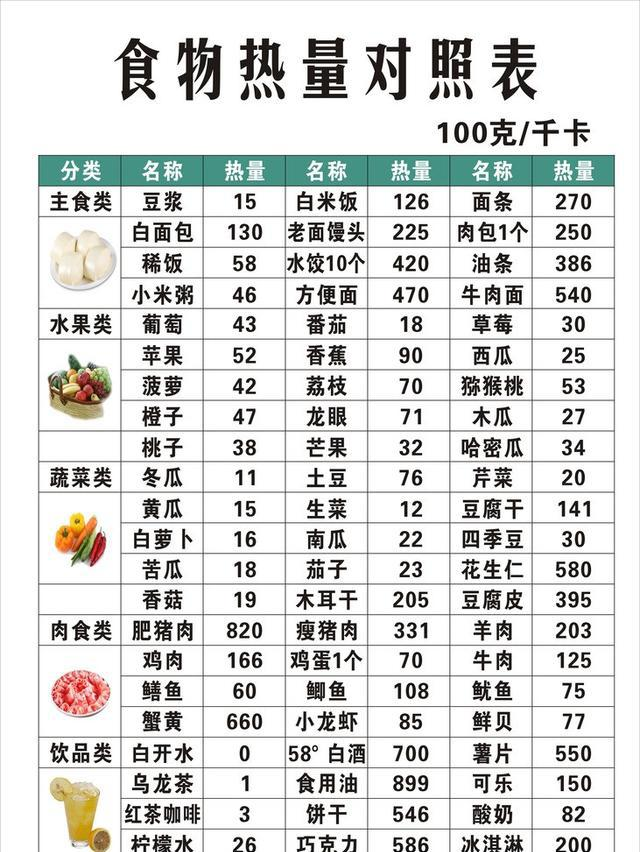 食物热量对照表
100克/千卡
分类 名称 热量 名称 热量 名称 热量
主食类 豆浆 15 白米饭 126 面条 270
白面包 130 老面馒头 225 肉包1个 250
稀饭 58 水饺10个 420 油条 386
小米粥 46 方便面 470 牛肉面 540
水果类 葡萄 43 番茄 18 草莓 30
苹果 52 香蕉 90 西瓜 25
菠萝 42 荔枝 70 猕猴桃 53
橙子 47 龙眼 71 木瓜 27
桃子 38 芒果 32 哈密瓜 34
蔬菜类 冬瓜 11 土豆 76 芹菜 20
黄瓜 15 生菜 12 豆腐干 141
白萝卜 16 南瓜 22 四季豆 30
苦瓜 18 茄子 23 花生仁 580
香菇 19 木耳干 205 豆腐皮 395
肉食类 肥猪肉 820 瘦猪肉 331 羊肉 203
鸡肉 166 鸡蛋1个 70 牛肉 125
鳝鱼 60 鲫鱼 108 鱿鱼 75
蟹黄 660 小龙虾 85 鲜贝 77
饮品类 白开水 0 58° 白酒 700 薯片 550
乌龙茶 1 食用油 899 可乐 150
红茶咖啡 3 饼干 546 酸奶 82
柠檬水 26 巧克力 586 冰淇淋 200